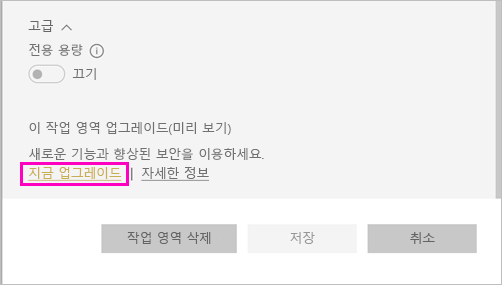 고급
전용 용량
끄기
이 작업 영역 업그레이드(미리 보기)
새로운 기능과 향상된 보안을 이용하세요.
지금 업그레이드 | 자세한 정보
작업 영역 삭제 저장 취소